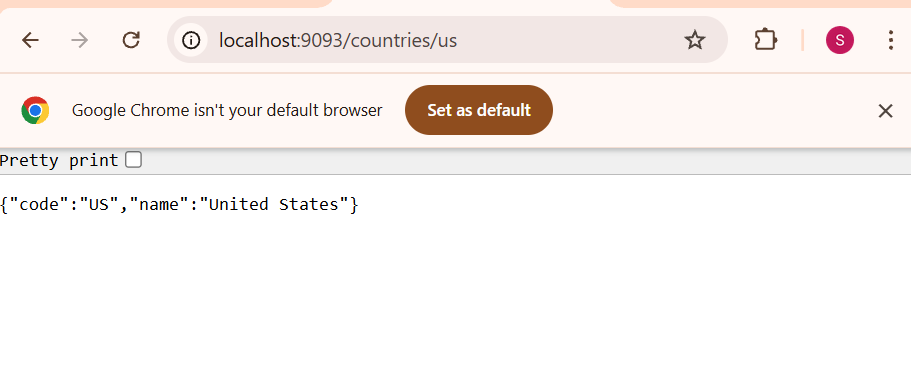 localhost:9093/countries/us
S
Google Chrome isn't your default browser
Set as default
Pretty print
{"code":"US","name":"United States"}